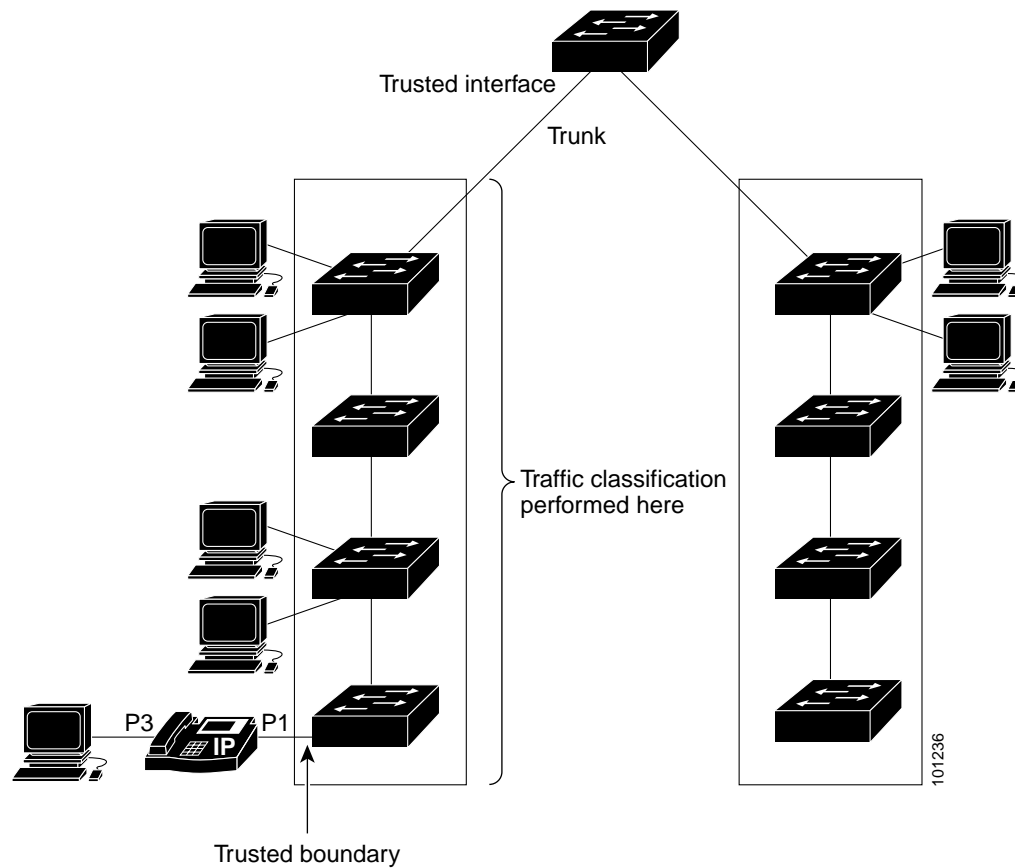 Trusted interface
Trunk
Traffic classification
performed here
P3
IP
P1
101236
Trusted boundary